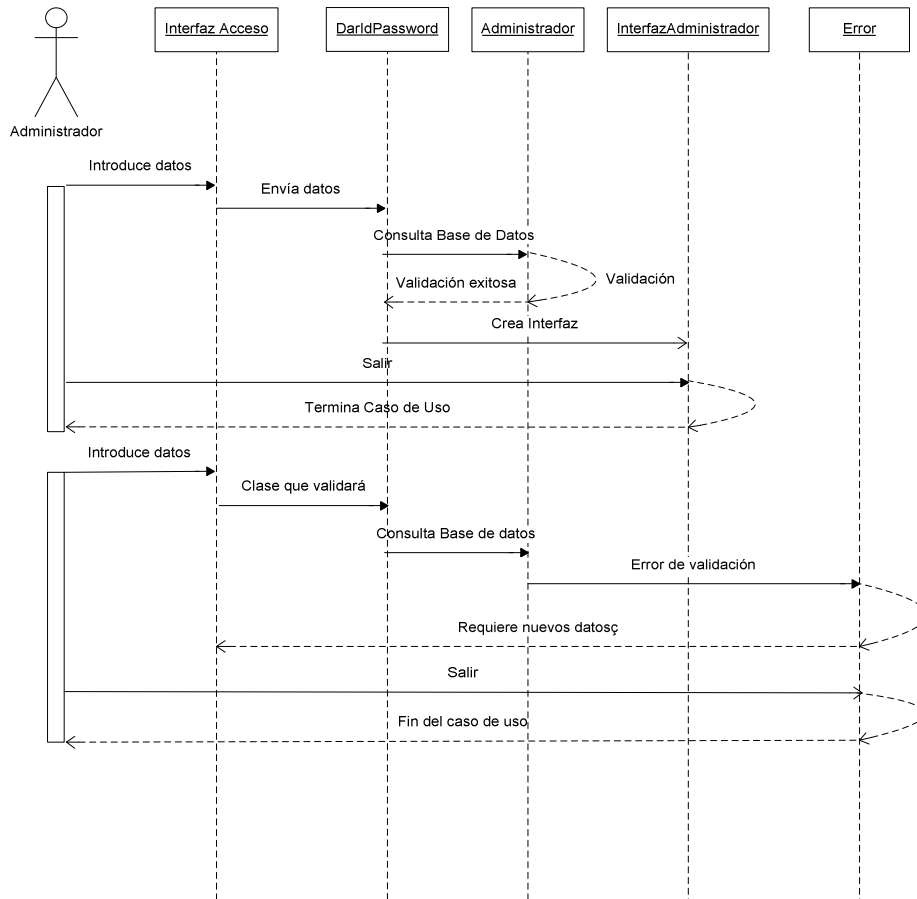 Interfaz Acceso
DarIdPassword
Administrador
InterfazAdministrador
Error
Administrador
Introduce datos
Envía datos
Consulta Base de Datos
Validación
Validación exitosa
Crea Interfaz
Salir
Termina Caso de Uso
Introduce datos
Clase que validará
Consulta Base de datos
Error de validación
Requiere nuevos datosç
Salir
Fin del caso de uso